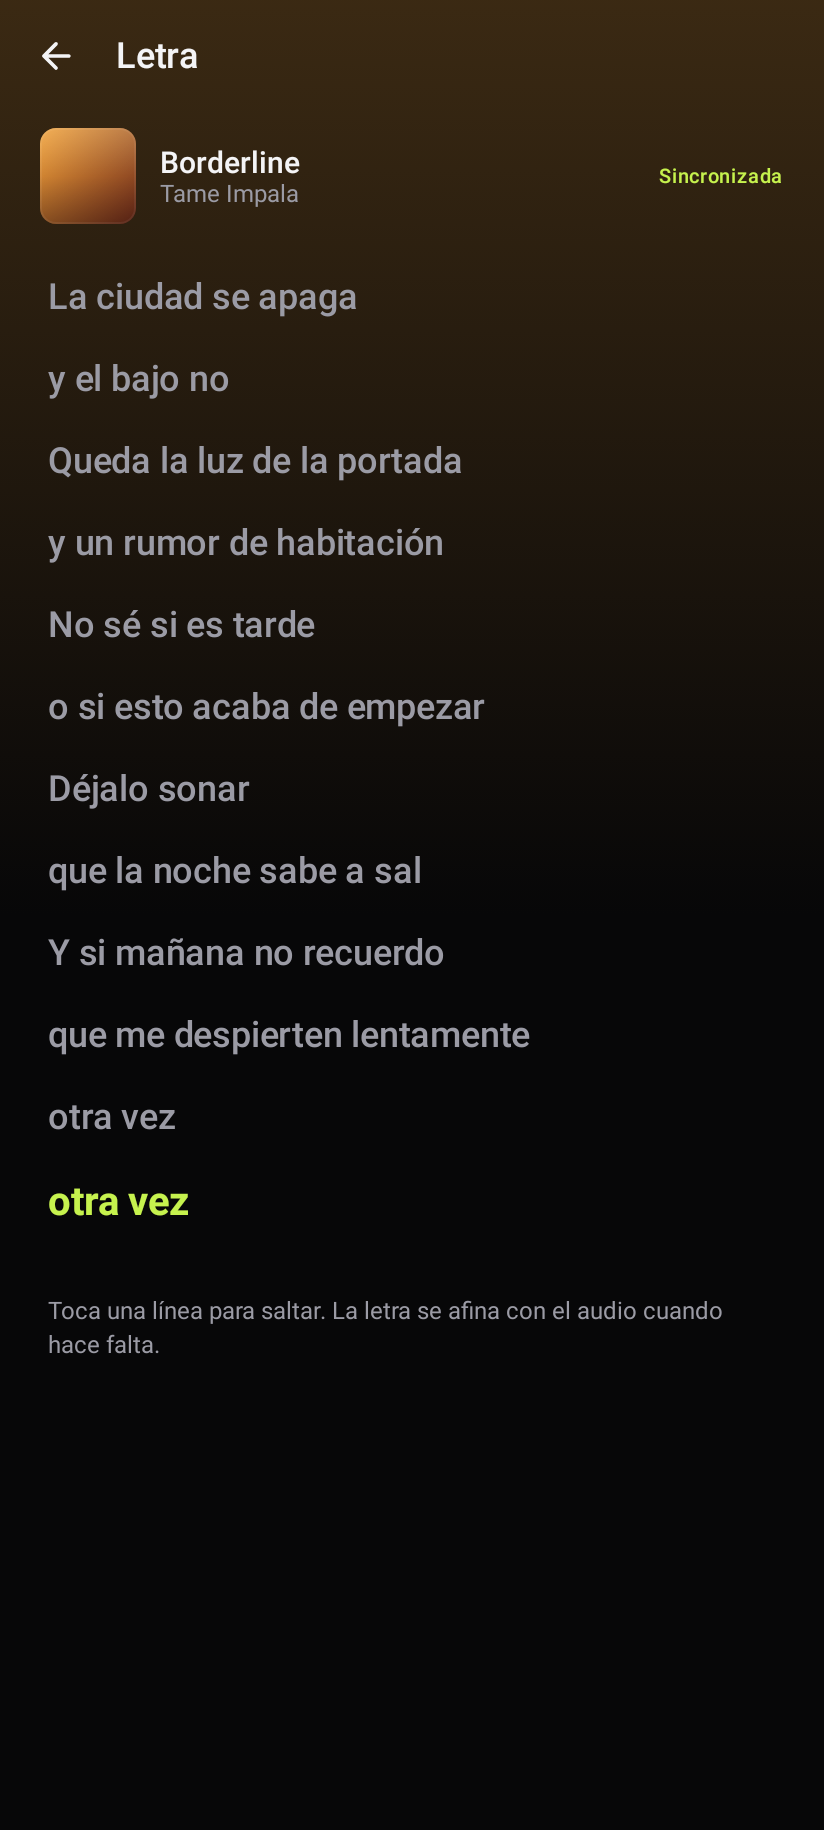 Letra
Borderline
Tame Impala
Sincronizada
La ciudad se apaga
y el bajo no
Queda la luz de la portada
y un rumor de habitación
No sé si es tarde
o si esto acaba de empezar
Déjalo sonar
que la noche sabe a sal
Y si mañana no recuerdo
que me despierten lentamente
otra vez
otra vez
Toca una línea para saltar. La letra se afina con el audio cuando
hace falta.